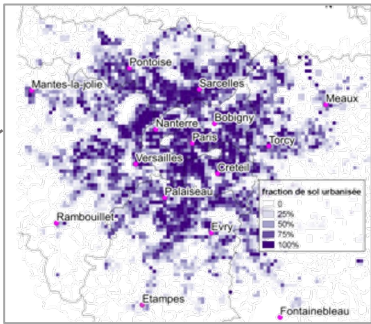 Pontoise
Mantes-la-jolie
Sarcelles
Meaux
Nanterre
Bobigny
Paris
Torcy
Versailles
Creteil
fraction de sol urbanisée
0
25%
50%
75%
100%
Palaiseau
Rambouillet
Evry
Etampes
Fontainebleau